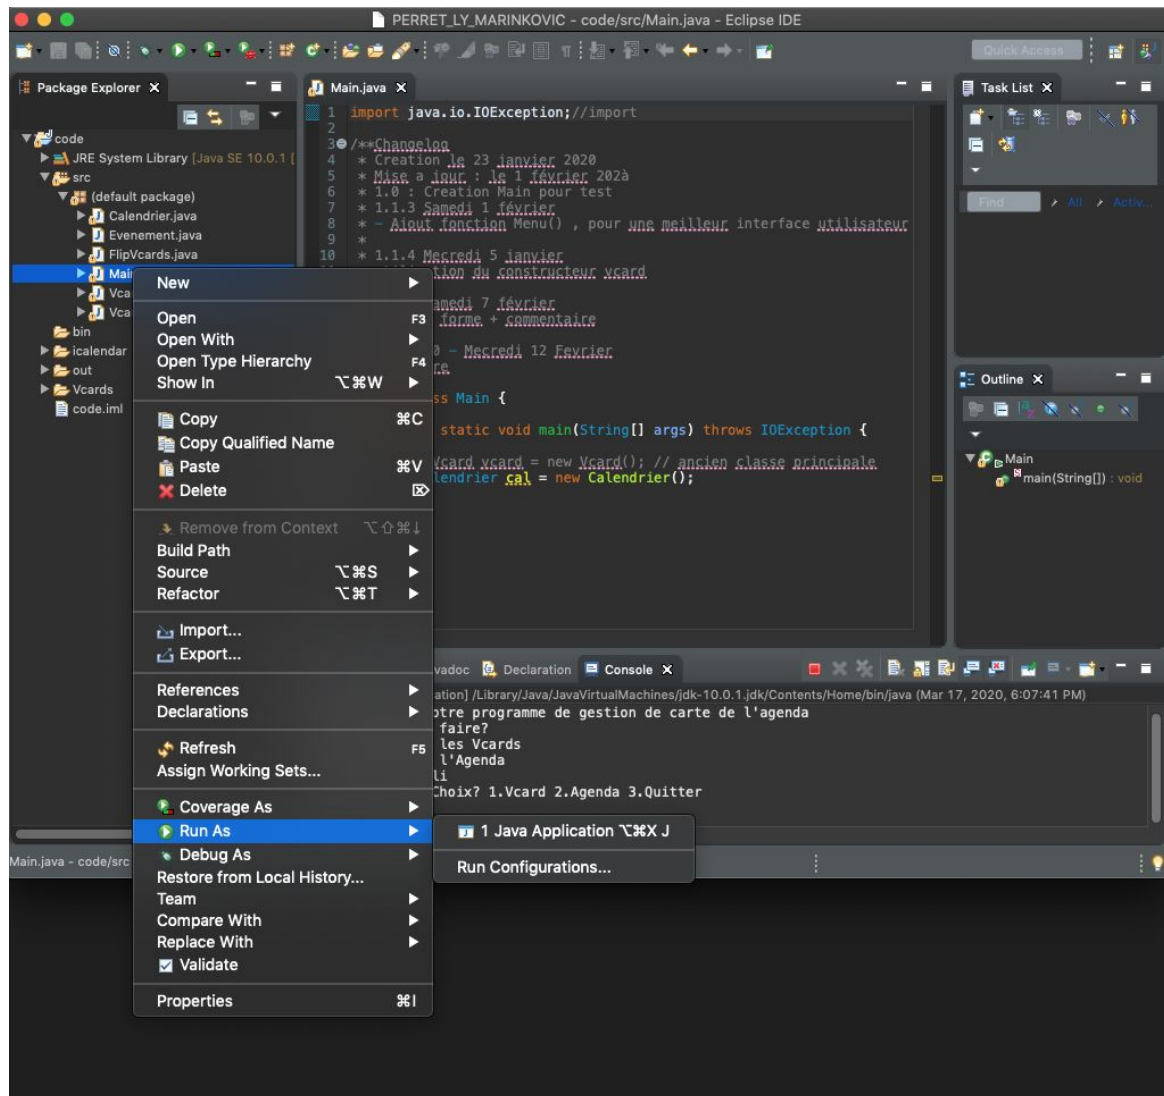 PERRET_LY_MARINKOVIC - code/src/Main.java - Eclipse IDE
Quick Access
Package Explorer
code
JRE System Library [Java SE 10.0.1 [
src
(default package)
Calendrier.java
Evenement.java
FlipVcards.java
Mai
Vca
Vca
bin
icalendar
out
Vcards
code.iml
Main.java
1 import java.io.IOException;//import
2
3 /**Changelog
4 * Creation le 23 janvier 2020
5 * Mise a jour : le 1 février 202à
6 * 1.0 : Creation Main pour test
7 * 1.1.3 Samedi 1 février
8 * - Ajout fonction Menu() , pour une meilleur interface utilisateur
9 *
10 * 1.1.4 Mecredi 5 janvier
tion du constructeur vcard
amedi 7 février
forme + commentaire
0 - Mecredi 12 Fevrier
re
ss Main {
static void main(String[] args) throws IOException {
Vcard vcard = new Vcard(); // ancien classe principale
lendrier cal = new Calendrier();
Task List
Find
All
Activ...
Outline
Main
main(String[]) : void
New
Open F3
Open With
Open Type Hierarchy F4
Show In ⌥⌘W
Copy ⌘C
Copy Qualified Name
Paste ⌘V
Delete ⌦
Remove from Context ⌥⇧⌘↓
Build Path
Source ⌥⌘S
Refactor ⌥⌘T
Import...
Export...
References
Declarations
Refresh F5
Assign Working Sets...
Coverage As
Run As
Debug As
Restore from Local History...
Team
Compare With
Replace With
Validate
Properties ⌘I
1 Java Application ⌥⌘X J
Run Configurations...
vadoc Declaration Console
ation] /Library/Java/JavaVirtualMachines/jdk-10.0.1.jdk/Contents/Home/bin/java (Mar 17, 2020, 6:07:41 PM)
otre programme de gestion de carte de l'agenda
faire?
les Vcards
l'Agenda
li
Choix? 1.Vcard 2.Agenda 3.Quitter
Main.java - code/src